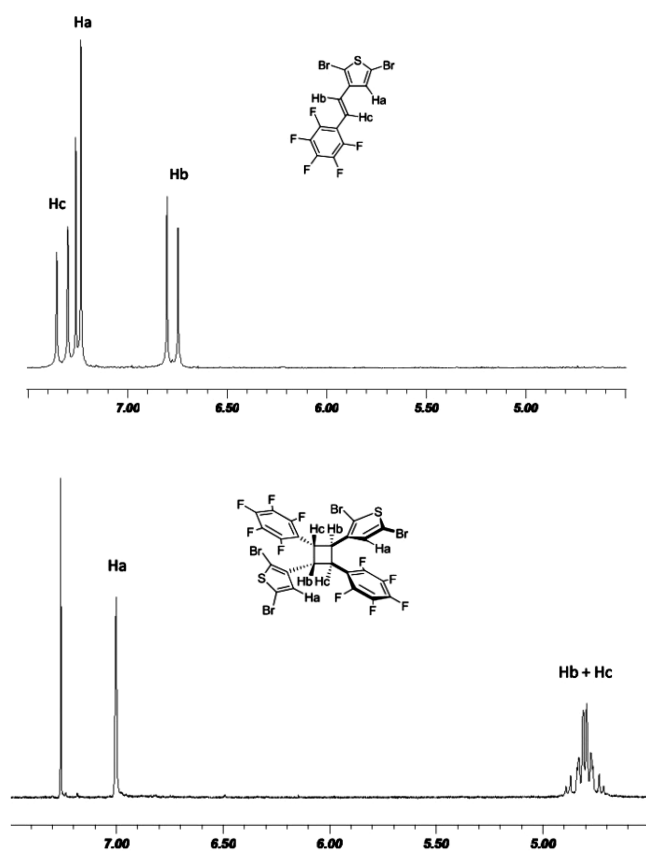 Ha
S
Br Br
Hb Ha
F Hc
F
F F
F
Hc Hb
7.00 6.50 6.00 5.50 5.00
F F Br S
F Hc Hb Br
F F Ha
Ha Br F F
S Hb Hc F
Br Ha F F
Hb + Hc
7.00 6.50 6.00 5.50 5.00